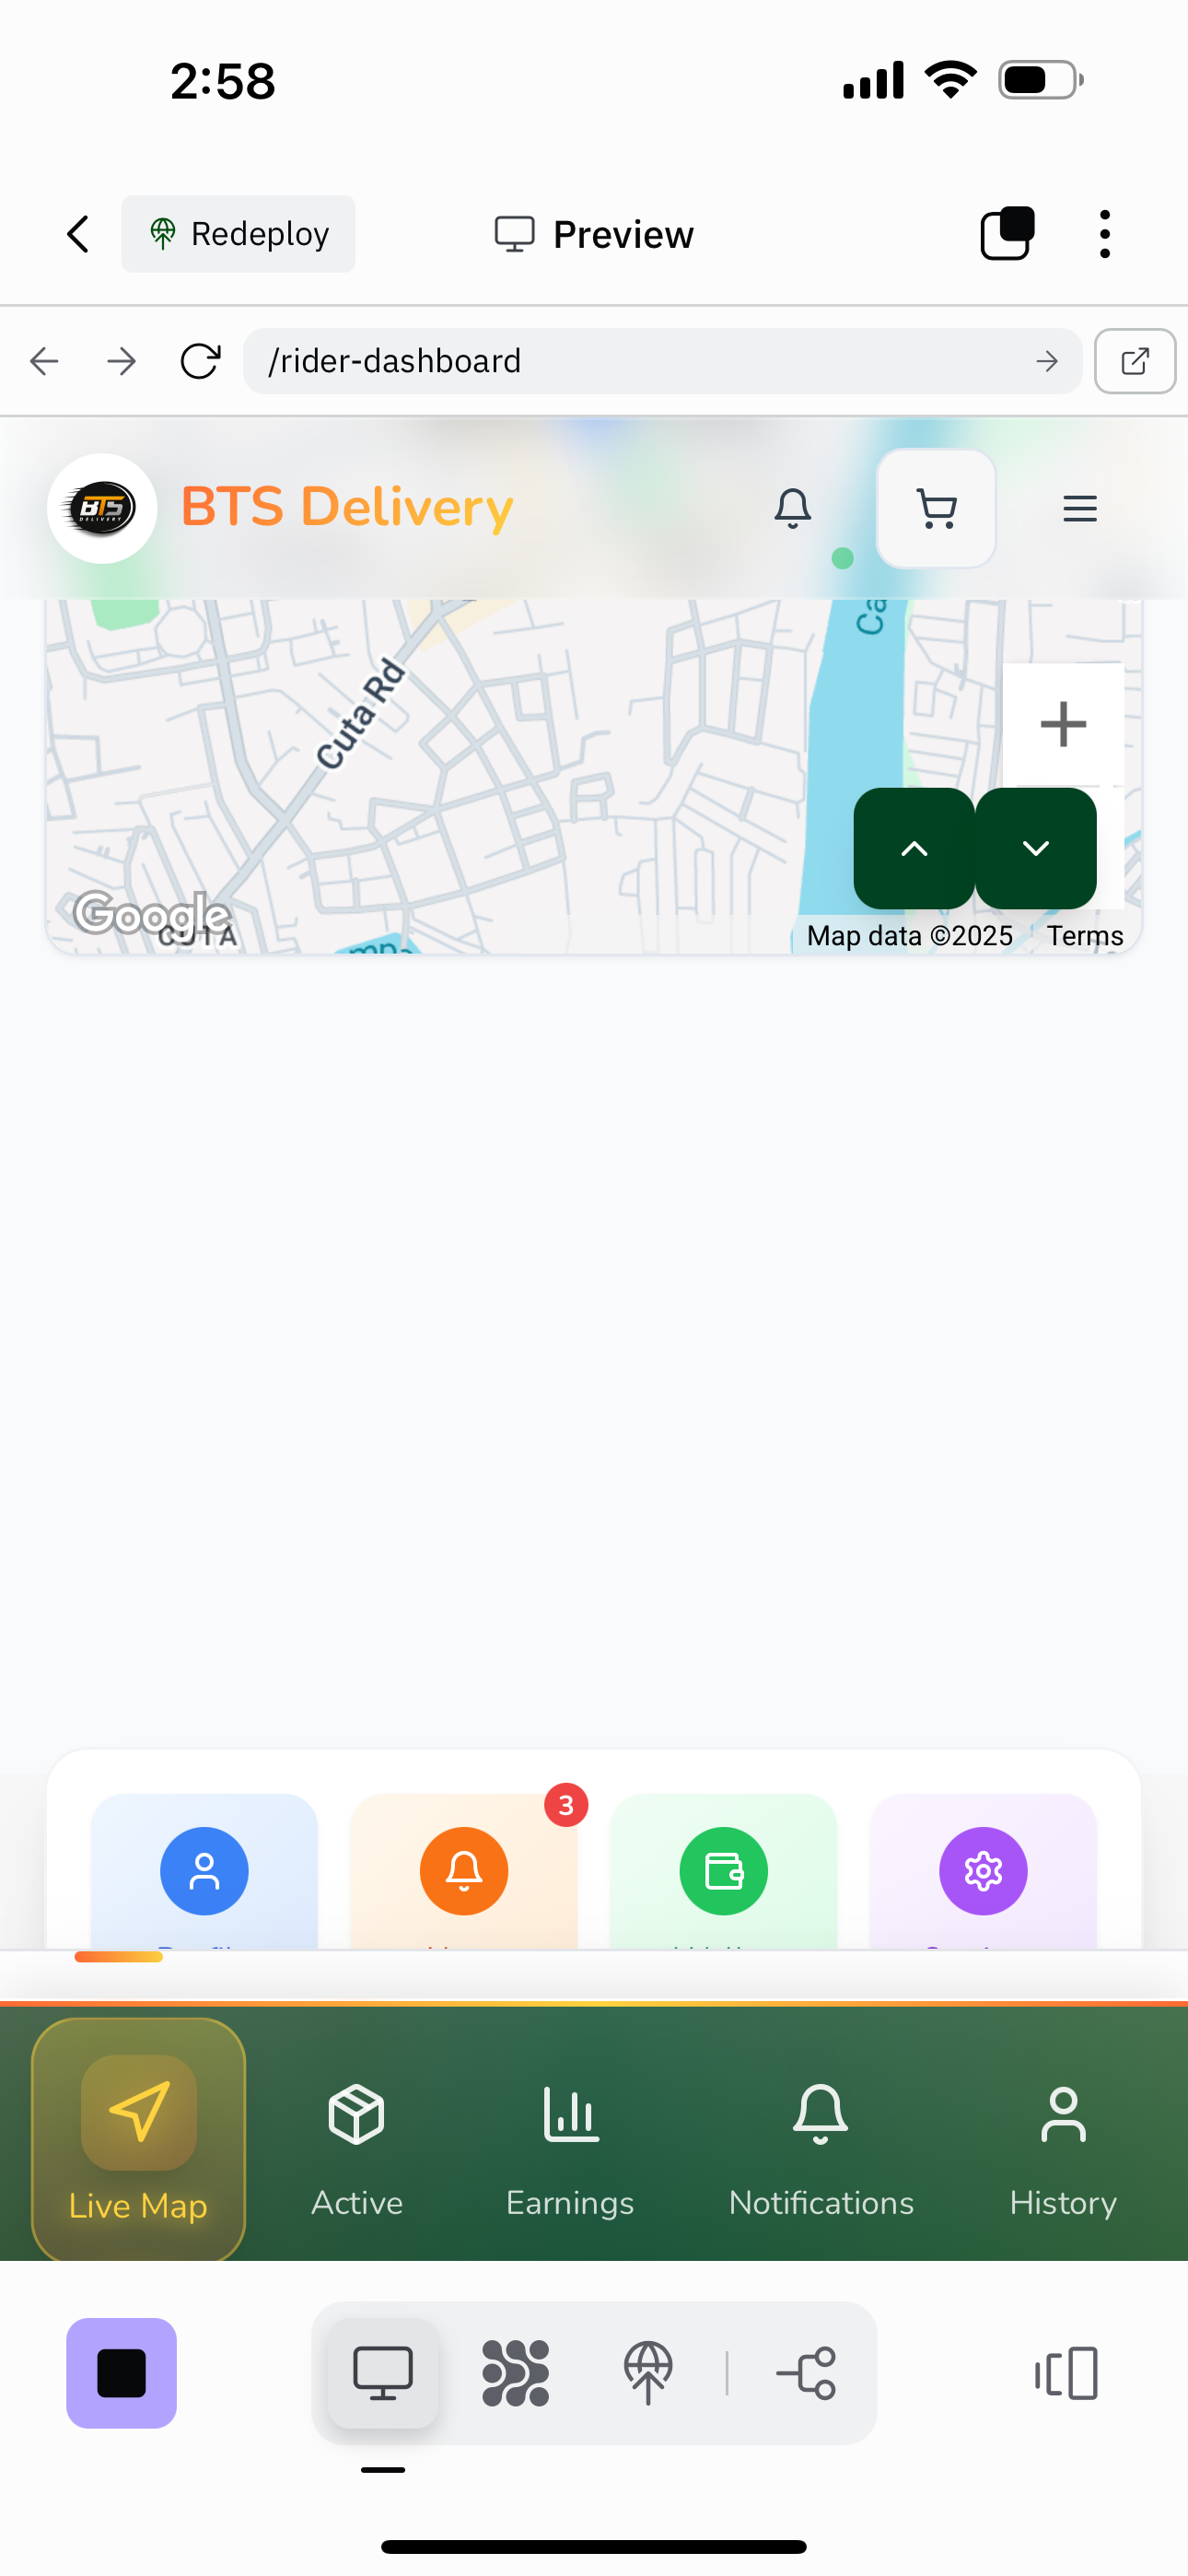 2:58
Redeploy
Preview
/rider-dashboard
BTS
DELIVERY
BTS Delivery
Ca
Cuta Rd
Google
CUTA
Map data ©2025
Terms
3
Live Map
Active
Earnings
Notifications
History